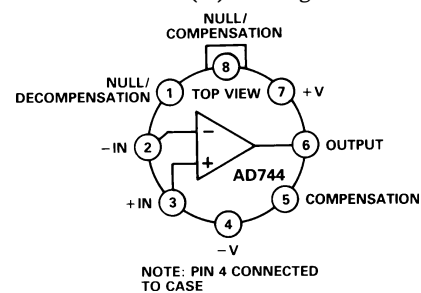 NULL/
COMPENSATION
8
NULL/
DECOMPENSATION
1
TOP VIEW
7
+V
-IN
2
−
6
OUTPUT
+
AD744
+IN
3
5
COMPENSATION
4
-V
NOTE: PIN 4 CONNECTED
TO CASE